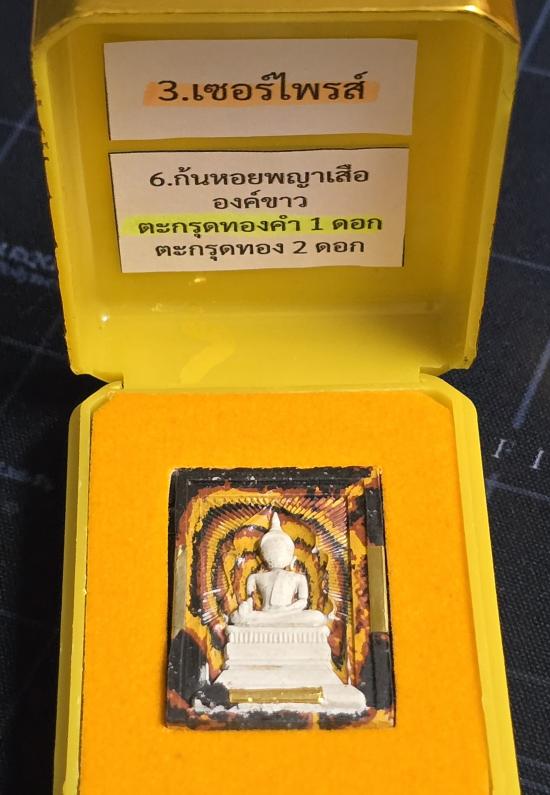 3.เซอร์ไพรส์
6.ก้นหอยพญาเสือ
องค์ขาว
ตะกรุดทองคำ 1 ดอก
ตะกรุดทอง 2 ดอก
F I